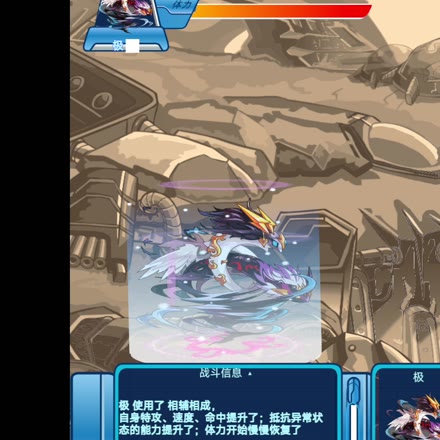 体力
极
战斗信息
极 使用了 相辅相成，
自身特攻、速度、命中提升了；抵抗异常状
态的能力提升了；体力开始慢慢恢复了
极